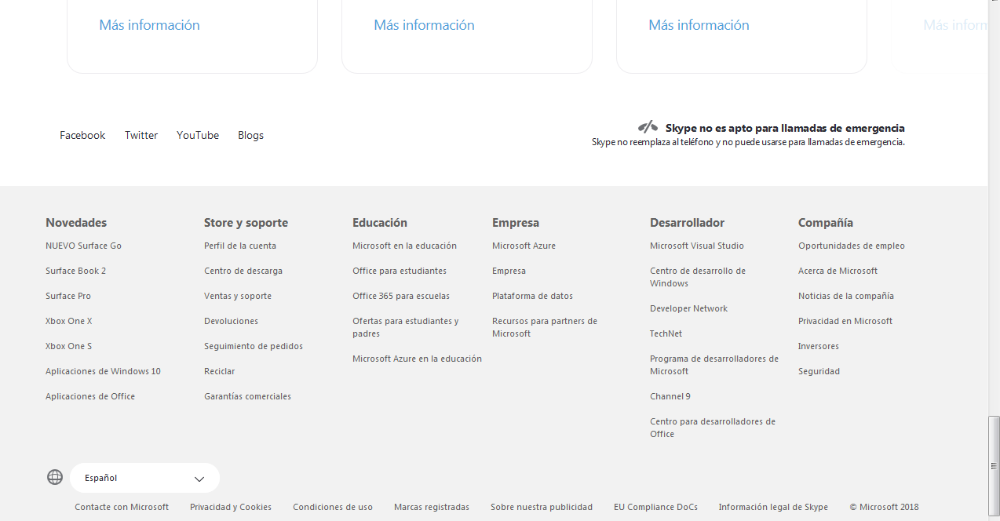 Más información
Más información
Más información
Más inform
Facebook
Twitter
YouTube
Blogs
Skype no es apto para llamadas de emergencia
Skype no reemplaza al teléfono y no puede usarse para llamadas de emergencia.
Novedades
NUEVO Surface Go
Surface Book 2
Surface Pro
Xbox One X
Xbox One S
Aplicaciones de Windows 10
Aplicaciones de Office
Store y soporte
Perfil de la cuenta
Centro de descarga
Ventas y soporte
Devoluciones
Seguimiento de pedidos
Reciclar
Garantías comerciales
Educación
Microsoft en la educación
Office para estudiantes
Office 365 para escuelas
Ofertas para estudiantes y
padres
Microsoft Azure en la educación
Empresa
Microsoft Azure
Empresa
Plataforma de datos
Recursos para partners de
Microsoft
Desarrollador
Microsoft Visual Studio
Centro de desarrollo de
Windows
Developer Network
TechNet
Programa de desarrolladores de
Microsoft
Channel 9
Centro para desarrolladores de
Office
Compañía
Oportunidades de empleo
Acerca de Microsoft
Noticias de la compañía
Privacidad en Microsoft
Inversores
Seguridad
Español
Contacte con Microsoft
Privacidad y Cookies
Condiciones de uso
Marcas registradas
Sobre nuestra publicidad
EU Compliance DoCs
Información legal de Skype
© Microsoft 2018